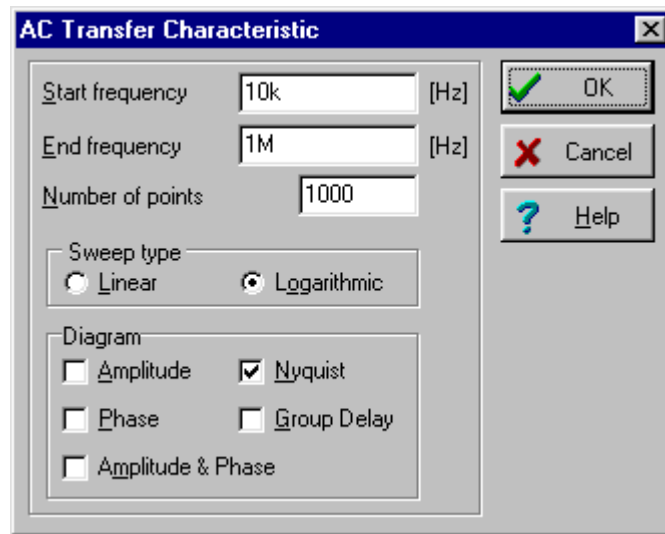 AC Transfer Characteristic
Start frequency 10k [Hz]
End frequency 1M [Hz]
Number of points 1000
Sweep type
Linear Logarithmic
Diagram
Amplitude Nyquist
Phase Group Delay
Amplitude & Phase
OK
Cancel
? Help